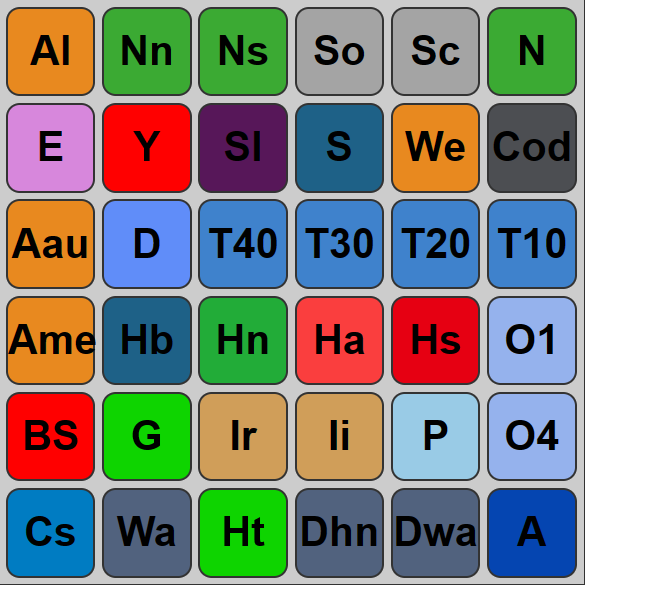 Al Nn Ns So Sc N
E Y Sl S We Cod
Aau D T40 T30 T20 T10
Ame Hb Hn Ha Hs O1
BS G Ir Ii P O4
Cs Wa Ht Dhn Dwa A